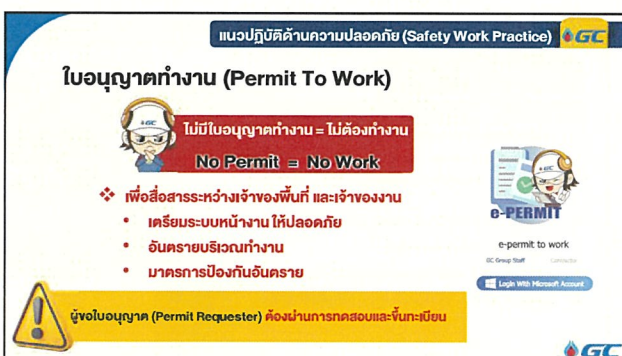 แนวปฏิบัติด้านความปลอดภัย (Safety Work Practice)
GC
ใบอนุญาตทำงาน (Permit To Work)
GC
ไม่มีใบอนุญาตทำงาน = ไม่ต้องทำงาน
No Permit = No Work
เพื่อสื่อสารระหว่างเจ้าของพื้นที่ และเจ้าของงาน
• เตรียมระบบหน้างาน ให้ปลอดภัย
• อันตรายบริเวณทำงาน
• มาตรการป้องกันอันตราย
GC
e-PERMIT
e-permit to work
GC Group Staff Contractor
Login With Microsoft Account
ผู้ขอใบอนุญาต (Permit Requester) ต้องผ่านการทดสอบและขึ้นทะเบียน
GC